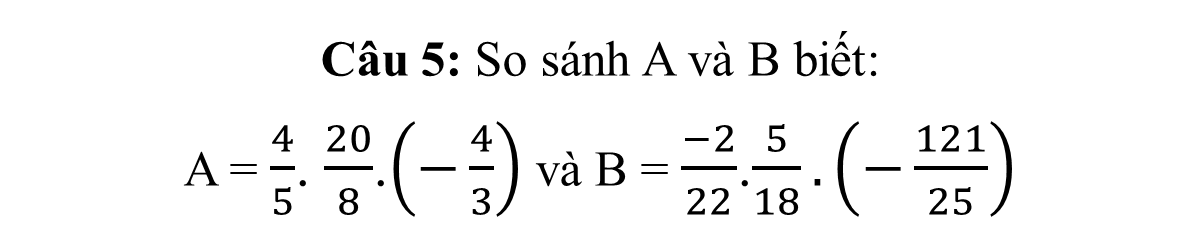 Câu 5: So sánh A và B biết:
A = 4/5 . 20/8 . (− 4/3) và B = −2/22 . 5/18 . (− 121/25)